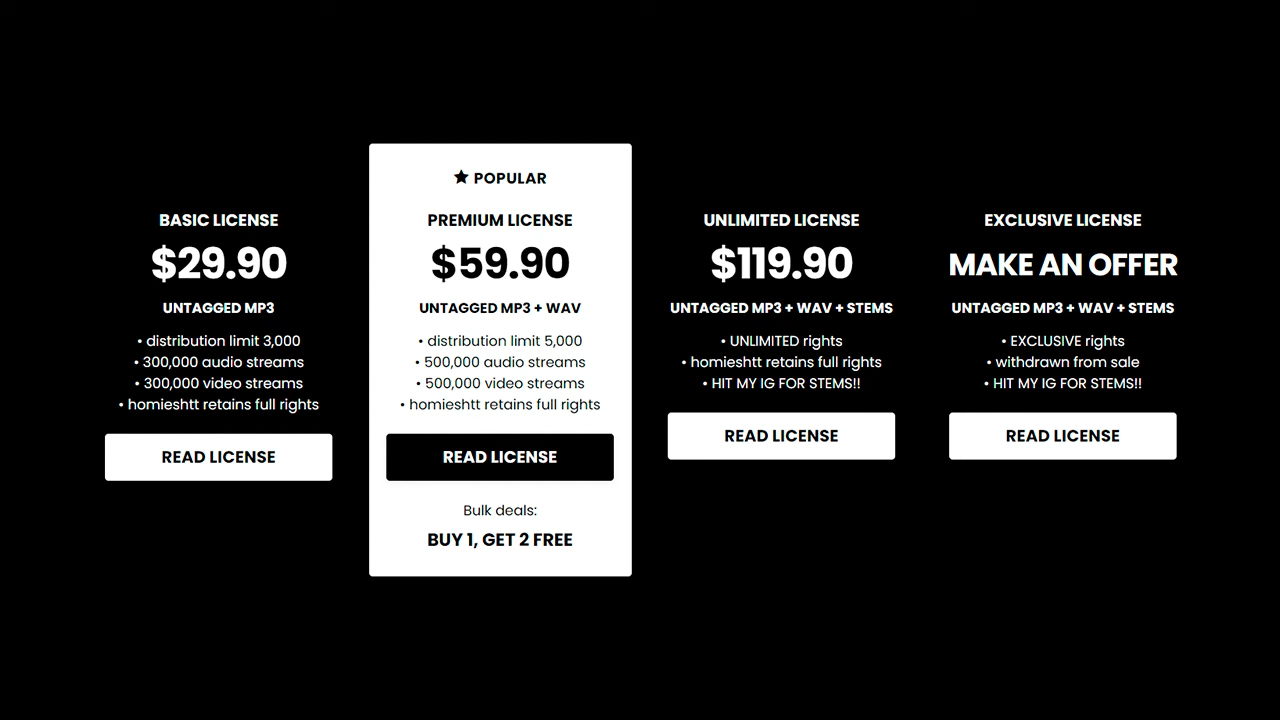 BASIC LICENSE
$29.90
UNTAGGED MP3
• distribution limit 3,000
• 300,000 audio streams
• 300,000 video streams
• homieshtt retains full rights
READ LICENSE
★ POPULAR
PREMIUM LICENSE
$59.90
UNTAGGED MP3 + WAV
• distribution limit 5,000
• 500,000 audio streams
• 500,000 video streams
• homieshtt retains full rights
READ LICENSE
Bulk deals:
BUY 1, GET 2 FREE
UNLIMITED LICENSE
$119.90
UNTAGGED MP3 + WAV + STEMS
• UNLIMITED rights
• homieshtt retains full rights
• HIT MY IG FOR STEMS!!
READ LICENSE
EXCLUSIVE LICENSE
MAKE AN OFFER
UNTAGGED MP3 + WAV + STEMS
• EXCLUSIVE rights
• withdrawn from sale
• HIT MY IG FOR STEMS!!
READ LICENSE